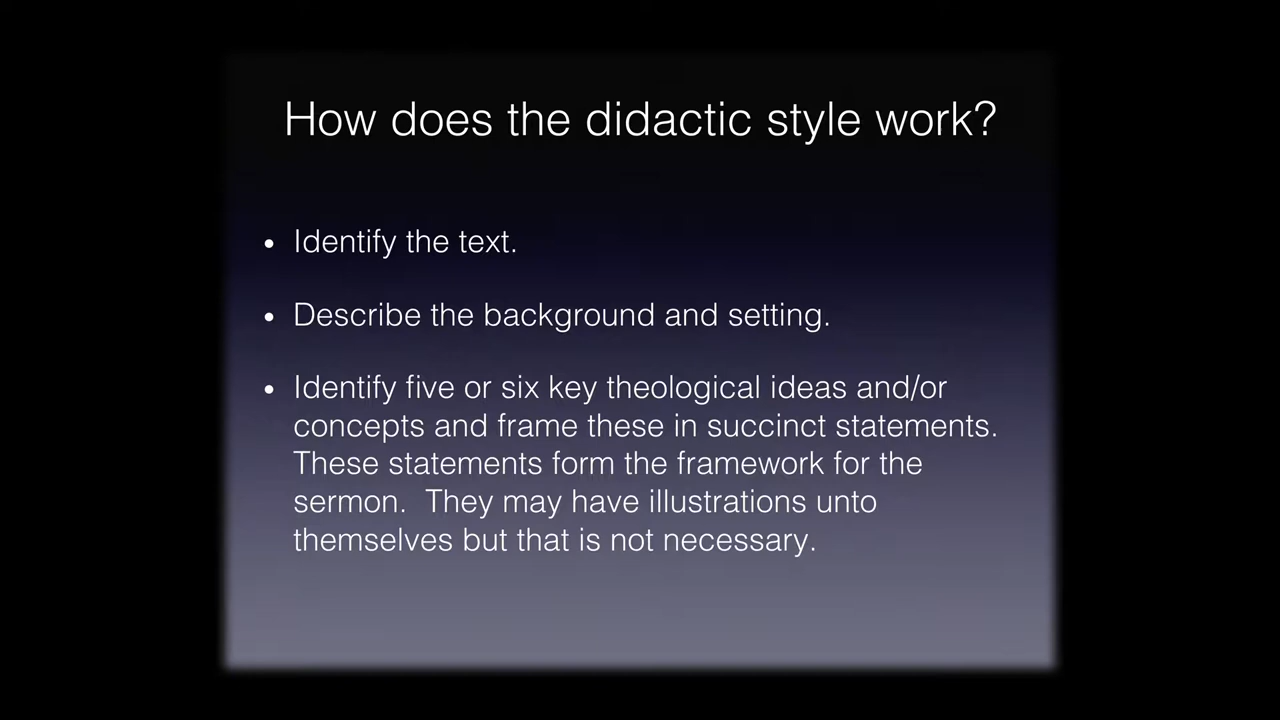 How does the didactic style work?
• Identify the text.
• Describe the background and setting.
• Identify five or six key theological ideas and/or
concepts and frame these in succinct statements.
These statements form the framework for the
sermon.  They may have illustrations unto
themselves but that is not necessary.